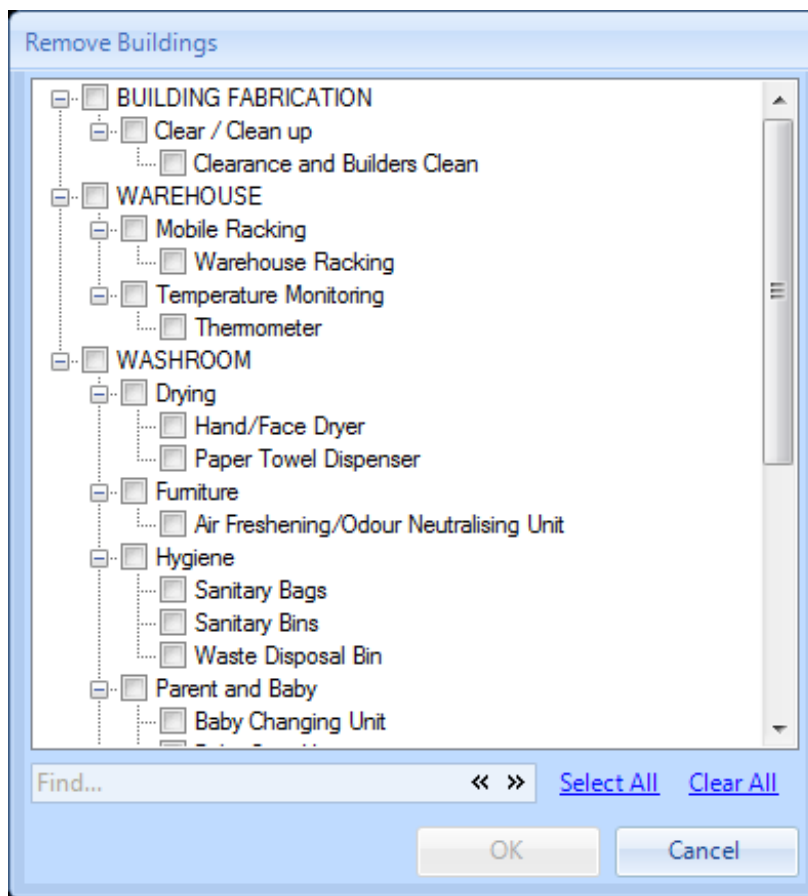 Remove Buildings
BUILDING FABRICATION
Clear / Clean up
Clearance and Builders Clean
WAREHOUSE
Mobile Racking
Warehouse Racking
Temperature Monitoring
Thermometer
WASHROOM
Drying
Hand/Face Dryer
Paper Towel Dispenser
Furniture
Air Freshening/Odour Neutralising Unit
Hygiene
Sanitary Bags
Sanitary Bins
Waste Disposal Bin
Parent and Baby
Baby Changing Unit
Find... « » Select All Clear All
OK Cancel